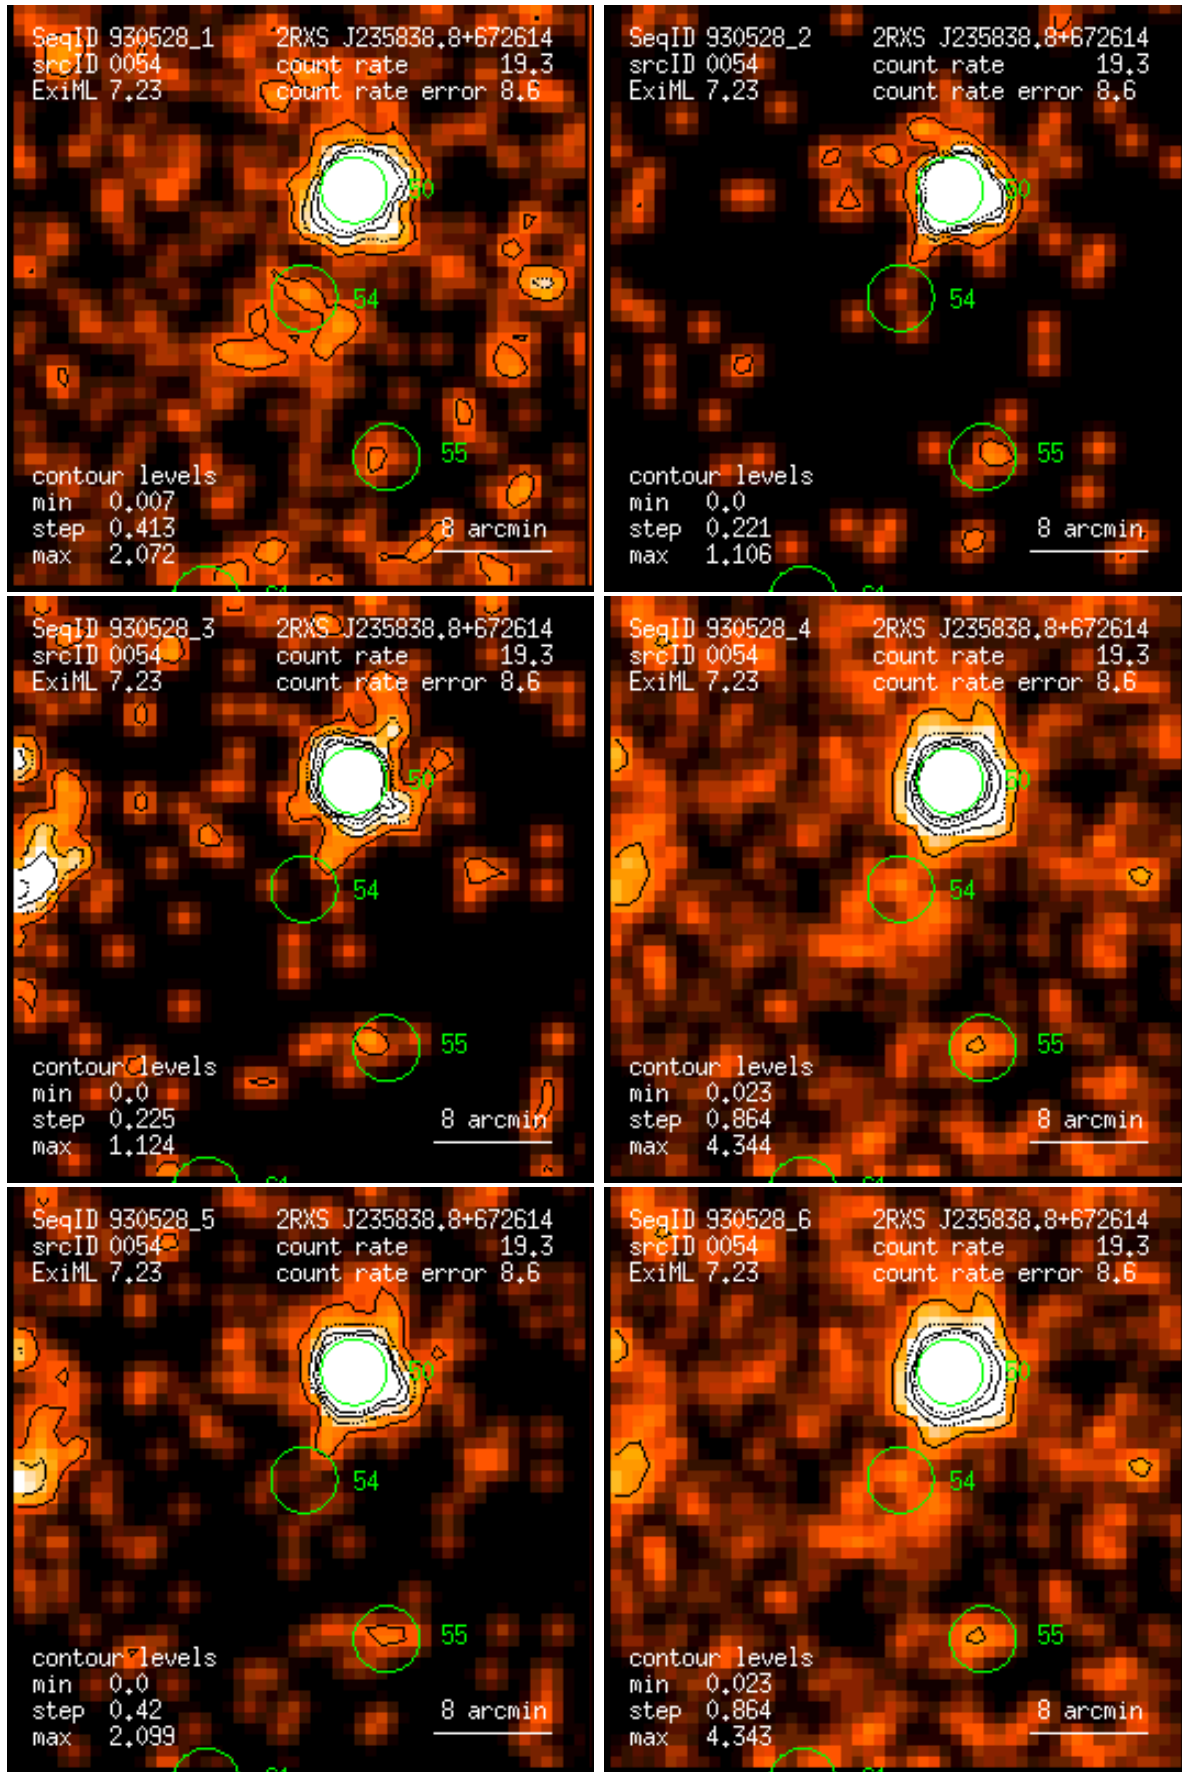 SeqID 930528_1 2RXS J235838.8+672614
srcID 0054 count rate 19.3
ExiML 7.23 count rate error 8.6
50
54
55
contour levels
min 0.007
step 0.413 8 arcmin
max 2.072
SeqID 930528_2 2RXS J235838.8+672614
srcID 0054 count rate 19.3
ExiML 7.23 count rate error 8.6
50
54
55
contour levels
min 0.0
step 0.221 8 arcmin
max 1.106
SeqID 930528_3 2RXS J235838.8+672614
srcID 0054 count rate 19.3
ExiML 7.23 count rate error 8.6
50
54
55
contour levels
min 0.0
step 0.225 8 arcmin
max 1.124
SeqID 930528_4 2RXS J235838.8+672614
srcID 0054 count rate 19.3
ExiML 7.23 count rate error 8.6
50
54
55
contour levels
min 0.023
step 0.864 8 arcmin
max 4.344
SeqID 930528_5 2RXS J235838.8+672614
srcID 0054 count rate 19.3
ExiML 7.23 count rate error 8.6
50
54
55
contour levels
min 0.0
step 0.42 8 arcmin
max 2.099
SeqID 930528_6 2RXS J235838.8+672614
srcID 0054 count rate 19.3
ExiML 7.23 count rate error 8.6
50
54
55
contour levels
min 0.023
step 0.864 8 arcmin
max 4.343